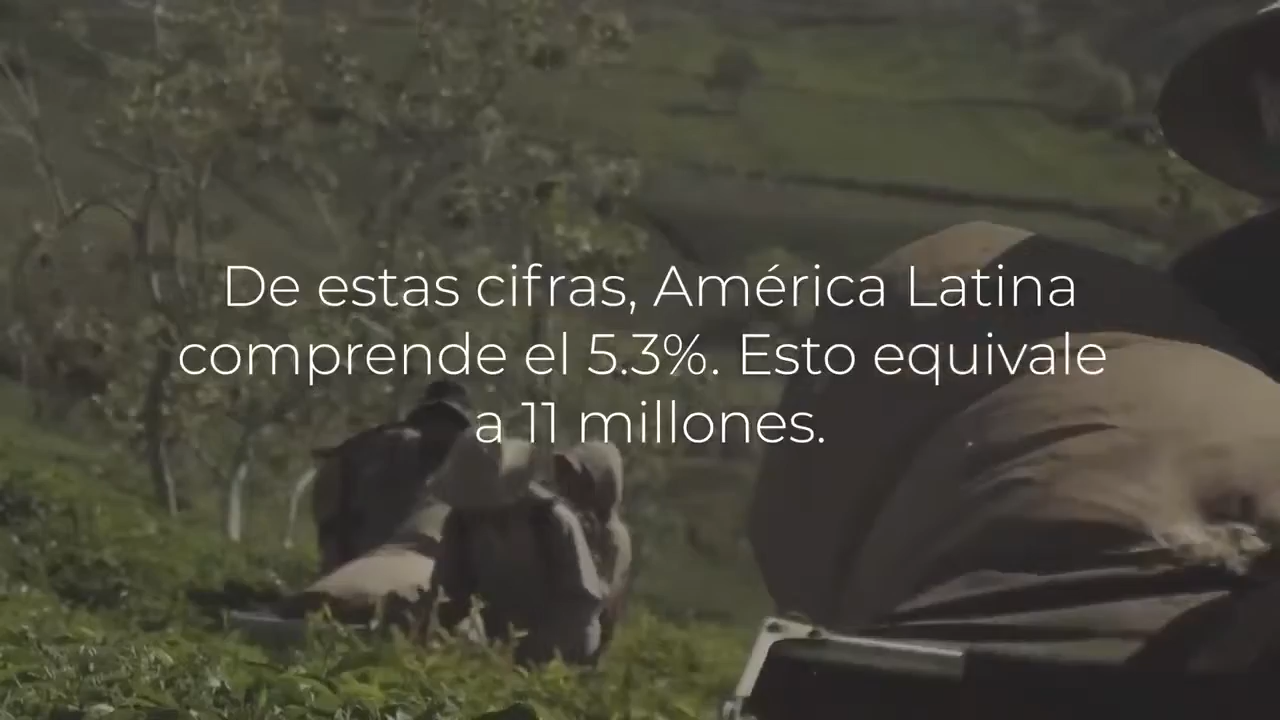 De estas cifras, América Latina
comprende el 5.3%. Esto equivale
a 11 millones.